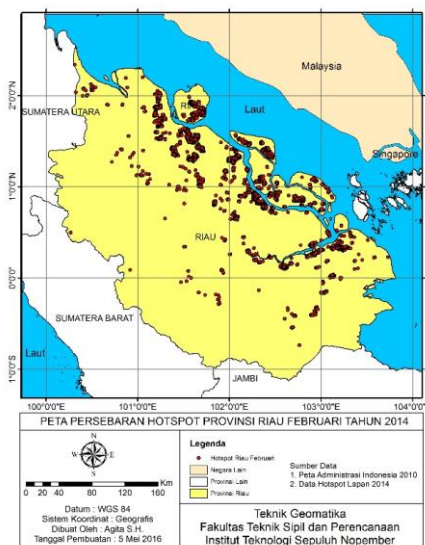 Malaysia
2°0'0"N
SUMATERA UTARA
RIAU
Laut
Singapore
1°0'0"N
RIAU
0°0'0"N
SUMATERA BARAT
Laut
JAMBI
1°0'0"S
100°0'0"E 101°0'0"E 102°0'0"E 103°0'0"E 104°0'0"E
PETA PERSEBARAN HOTSPOT PROVINSI RIAU FEBRUARI TAHUN 2014
N
W E
S
Km
0 20 40 80 120 160
Datum : WGS 84
Sistem Koordinat : Geografis
Dibuat Oleh : Agita S.H.
Tanggal Pembuatan : 5 Mei 2016
Legenda
Hotspot Riau Februari
Negara Lain
Provinsi Lain
Provinsi Riau
Sumber Data
1. Peta Administrasi Indonesia 2010
2. Data Hotspot Lapan 2014
Teknik Geomatika
Fakultas Teknik Sipil dan Perencanaan
Institut Teknologi Sepuluh Nopember